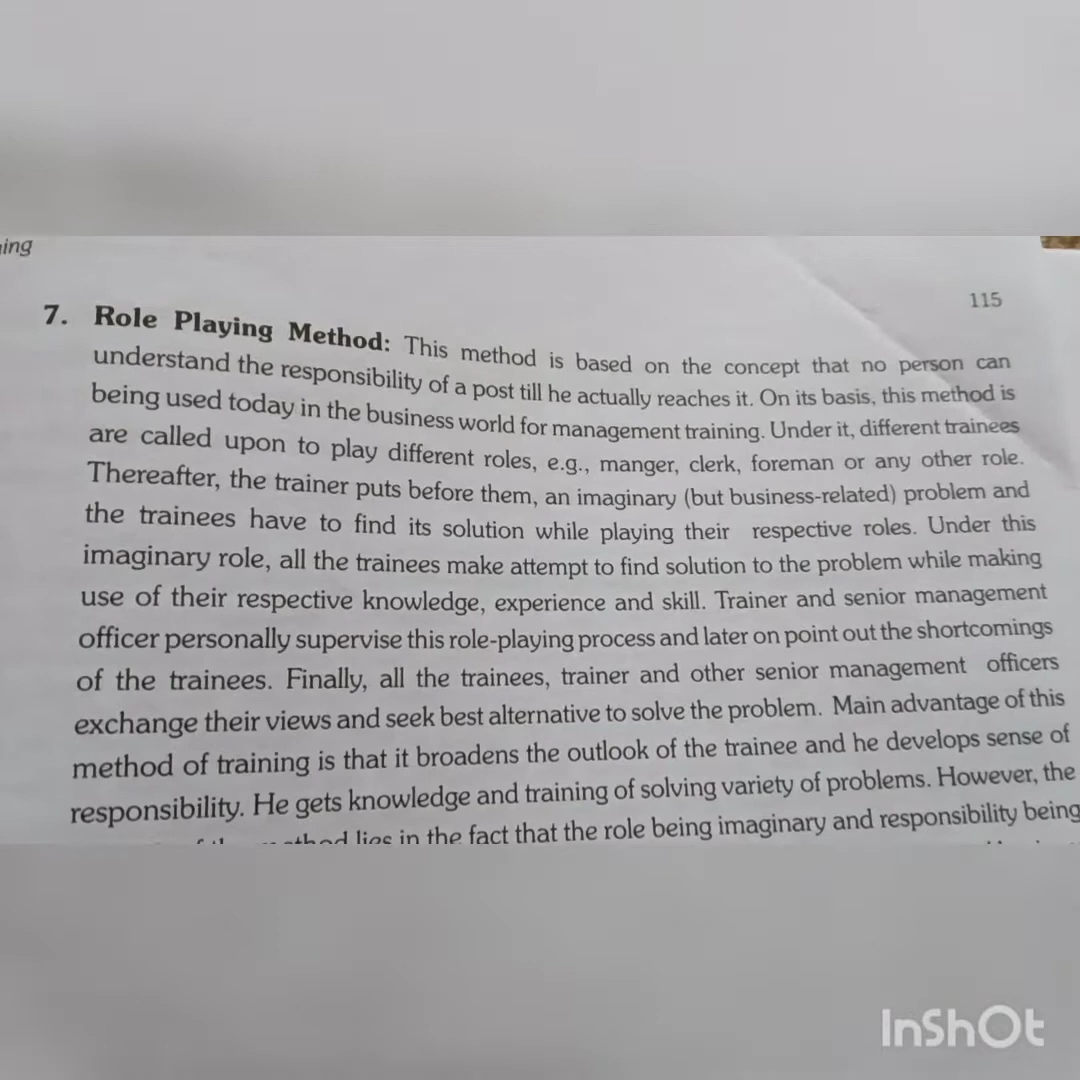 115
7. Role Playing Method: This method is based on the concept that no person can
understand the responsibility of a post till he actually reaches it. On its basis, this method is
being used today in the business world for management training. Under it, different trainees
are called upon to play different roles, e.g., manger, clerk, foreman or any other role.
Thereafter, the trainer puts before them, an imaginary (but business-related) problem and
the trainees have to find its solution while playing their respective roles. Under this
imaginary role, all the trainees make attempt to find solution to the problem while making
use of their respective knowledge, experience and skill. Trainer and senior management
officer personally supervise this role-playing process and later on point out the shortcomings
of the trainees. Finally, all the trainees, trainer and other senior management officers
exchange their views and seek best alternative to solve the problem. Main advantage of this
method of training is that it broadens the outlook of the trainee and he develops sense of
responsibility. He gets knowledge and training of solving variety of problems. However, the
lies in the fact that the role being imaginary and responsibility being
InShOt